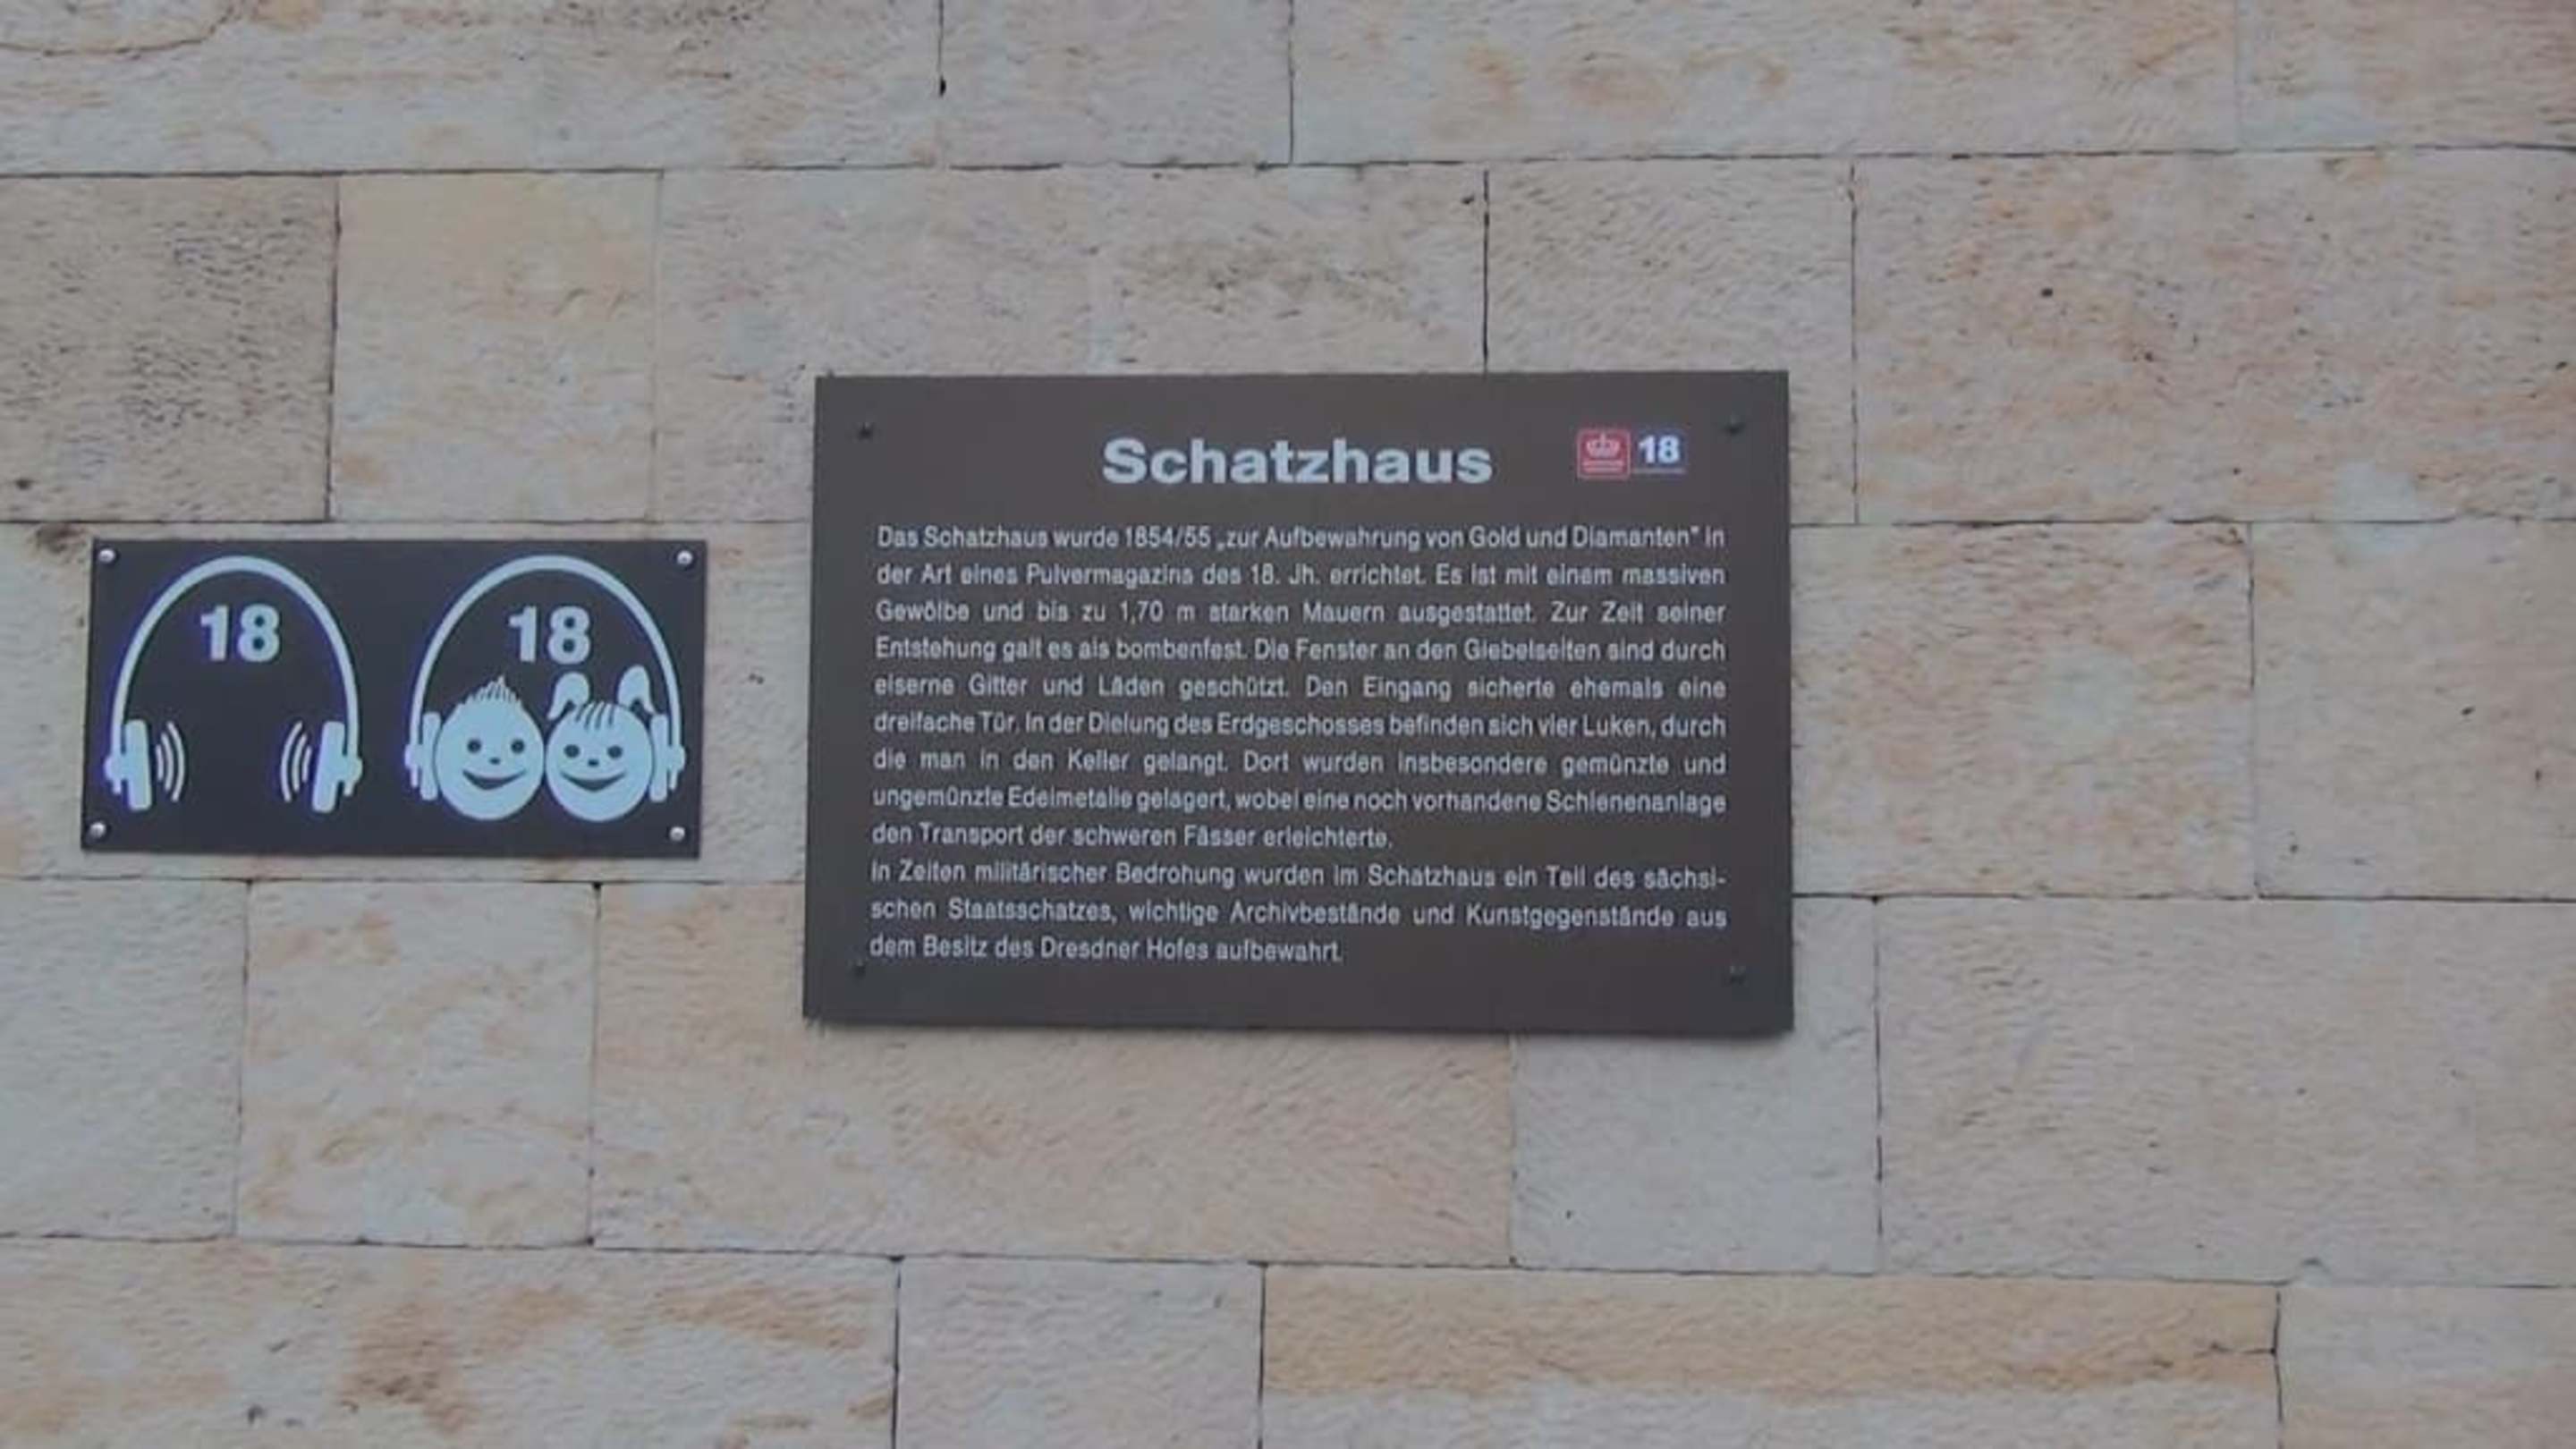 18
18
Schatzhaus
18
Das Schatzhaus wurde 1854/55 „zur Aufbewahrung von Gold und Diamanten" in
der Art eines Pulvermagazins des 18. Jh. errichtet. Es ist mit einem massiven
Gewölbe und bis zu 1,70 m starken Mauern ausgestattet. Zur Zeit seiner
Entstehung galt es als bombenfest. Die Fenster an den Giebelseiten sind durch
eiserne Gitter und Läden geschützt. Den Eingang sicherte ehemals eine
dreifache Tür. In der Dielung des Erdgeschosses befinden sich vier Luken, durch
die man in den Keller gelangt. Dort wurden insbesondere gemünzte und
ungemünzte Edelmetalle gelagert, wobei eine noch vorhandene Schienenanlage
den Transport der schweren Fässer erleichterte.
In Zeiten militärischer Bedrohung wurden im Schatzhaus ein Teil des sächsi-
schen Staatsschatzes, wichtige Archivbestände und Kunstgegenstände aus
dem Besitz des Dresdner Hofes aufbewahrt.